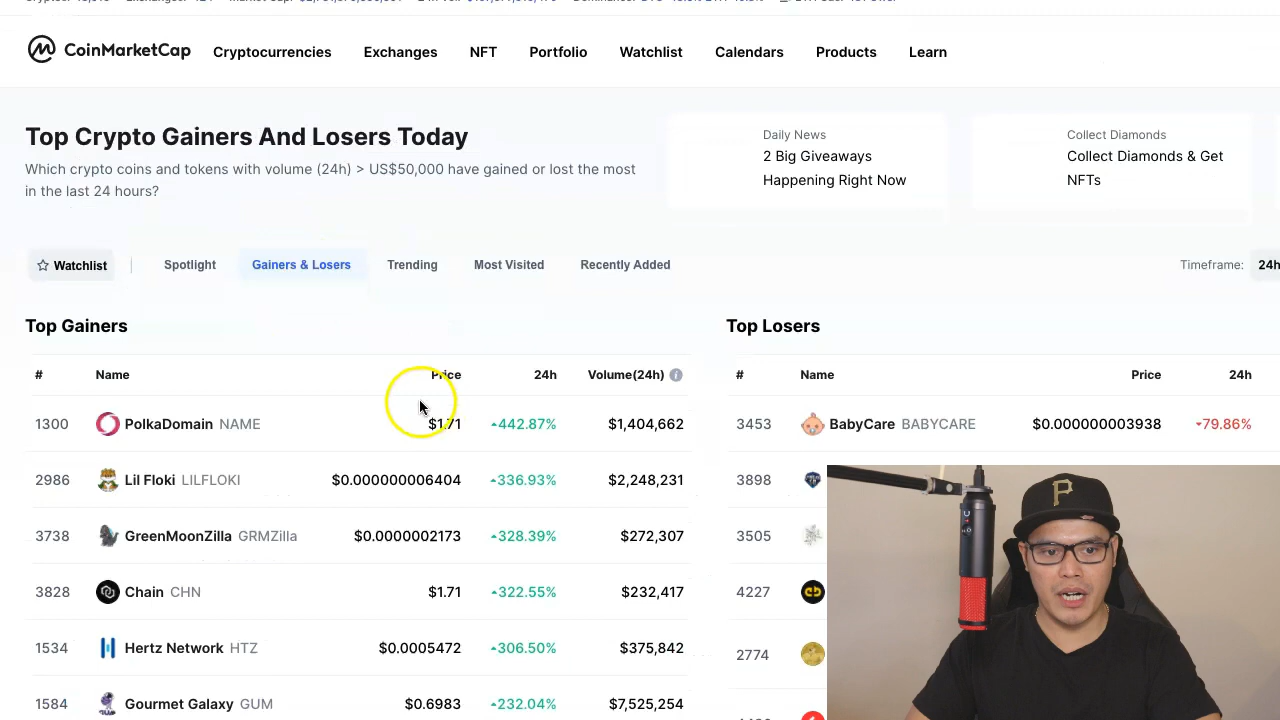 CoinMarketCap Cryptocurrencies Exchanges NFT Portfolio Watchlist Calendars Products Learn
Top Crypto Gainers And Losers Today
Which crypto coins and tokens with volume (24h) > US$50,000 have gained or lost the most
in the last 24 hours?
Daily News
2 Big Giveaways
Happening Right Now
Collect Diamonds
Collect Diamonds & Get
NFTs
Watchlist Spotlight Gainers & Losers Trending Most Visited Recently Added Timeframe: 24h
Top Gainers
# Name Price 24h Volume(24h)
1300 PolkaDomain NAME $1.71 442.87% $1,404,662
2986 Lil Floki LILFLOKI $0.000000006404 336.93% $2,248,231
3738 GreenMoonZilla GRMZilla $0.0000002173 328.39% $272,307
3828 Chain CHN $1.71 322.55% $232,417
1534 Hertz Network HTZ $0.0005472 306.50% $375,842
1584 Gourmet Galaxy GUM $0.6983 232.04% $7,525,254
Top Losers
# Name Price 24h
3453 BabyCare BABYCARE $0.000000003938 79.86%
3898
3505
4227
2774
P